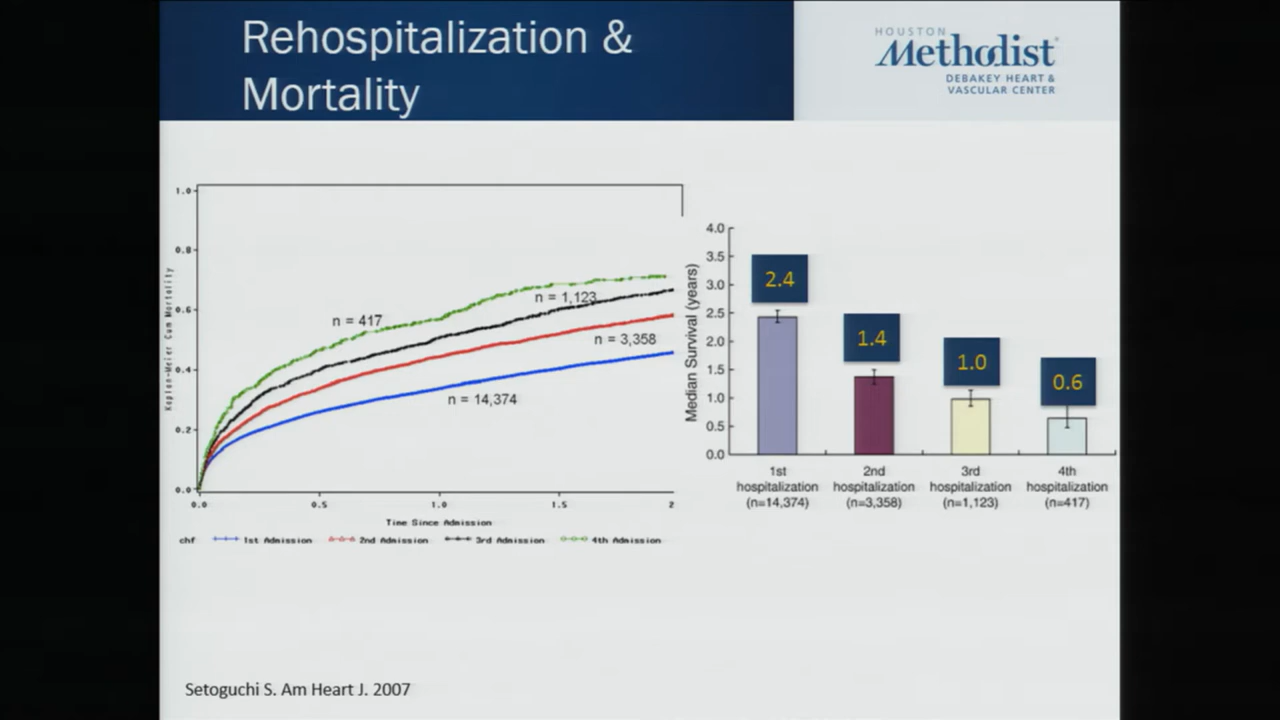 Rehospitalization &
Mortality
HOUSTON
Methodist
DEBAKEY HEART &
VASCULAR CENTER
Kaplan-Meier Cum Mortality
1.0
0.8
0.6
0.4
0.2
0.0
n = 417
n = 1,123
n = 3,358
n = 14,374
0.0 0.5 1.0 1.5 2
Time Since Admission
chf 1st Admission 2nd Admission 3rd Admission 4th Admission
Median Survival (years)
4.0
3.5
3.0
2.5
2.0
1.5
1.0
0.5
0.0
2.4
1.4
1.0
0.6
1st
hospitalization
(n=14,374)
2nd
hospitalization
(n=3,358)
3rd
hospitalization
(n=1,123)
4th
hospitalization
(n=417)
Setoguchi S. Am Heart J. 2007